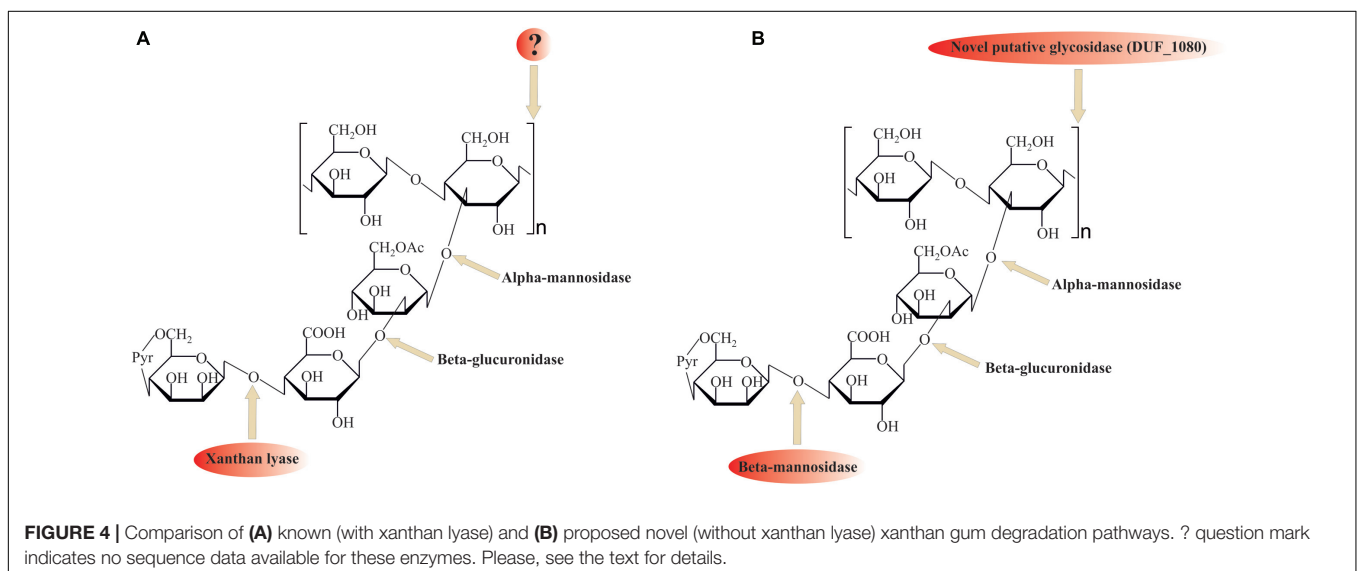 A
?
CH₂OH
CH₂OH
O
O
OH
OH
O
OH
OH
n
CH₂OAc
O
O
Alpha-mannosidase
OH
OH
COOH
O
Beta-glucuronidase
OCH₂
Pyr
O
O
O
OH
OH
OH
OH
Xanthan lyase
B
Novel putative glycosidase (DUF_1080)
CH₂OH
CH₂OH
O
O
OH
OH
O
OH
OH
n
CH₂OAc
O
O
Alpha-mannosidase
OH
OH
COOH
O
Beta-glucuronidase
OCH₂
Pyr
O
O
O
OH
OH
OH
OH
Beta-mannosidase
FIGURE 4 | Comparison of (A) known (with xanthan lyase) and (B) proposed novel (without xanthan lyase) xanthan gum degradation pathways. ? question mark
indicates no sequence data available for these enzymes. Please, see the text for details.